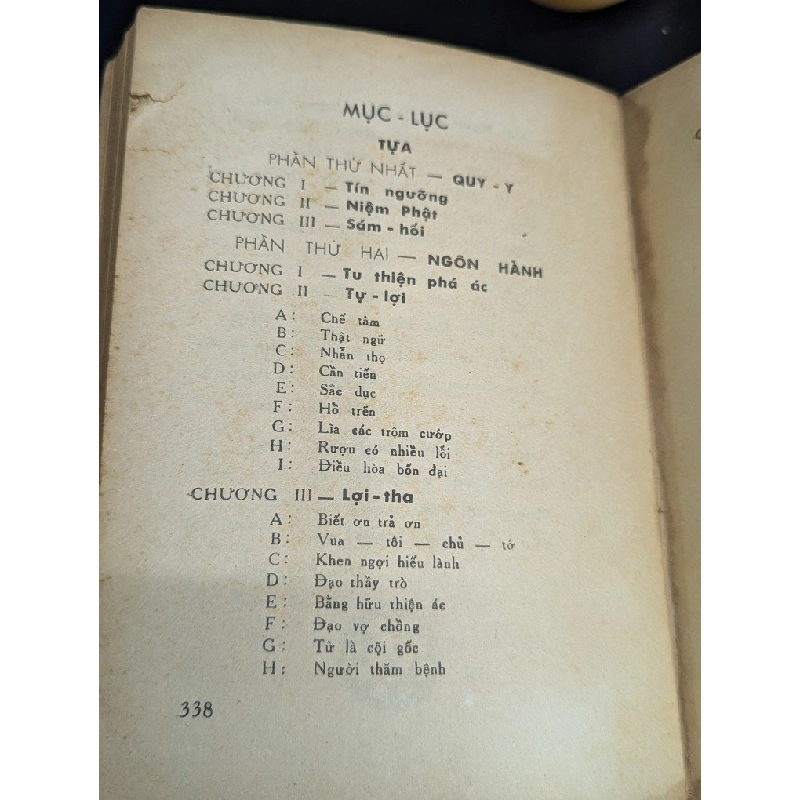 MỤC - LỤC
TỰA
PHẦN THỨ NHẤT — QUY - Y
CHƯƠNG I — Tín ngưỡng
CHƯƠNG II — Niệm Phật
CHƯƠNG III — Sám - hối
PHẦN THỨ HAI — NGÔN HÀNH
CHƯƠNG I — Tu thiện phá ác
CHƯƠNG II — Tự - lợi
A: Chế tâm
B: Thật ngữ
C: Nhẫn thọ
D: Cần tiến
E: Sắc dục
F: Hồ trên
G: Lìa các trộm cướp
H: Rượu có nhiều lỗi
I: Điều hòa bốn đại
CHƯƠNG III — Lợi - tha
A: Biết ơn trả ơn
B: Vua — tôi — chủ — tớ
C: Khen ngợi hiếu lành
D: Đạo thầy trò
E: Bằng hữu thiện ác
F: Đạo vợ chồng
G: Từ là cội gốc
H: Người thăm bệnh
338